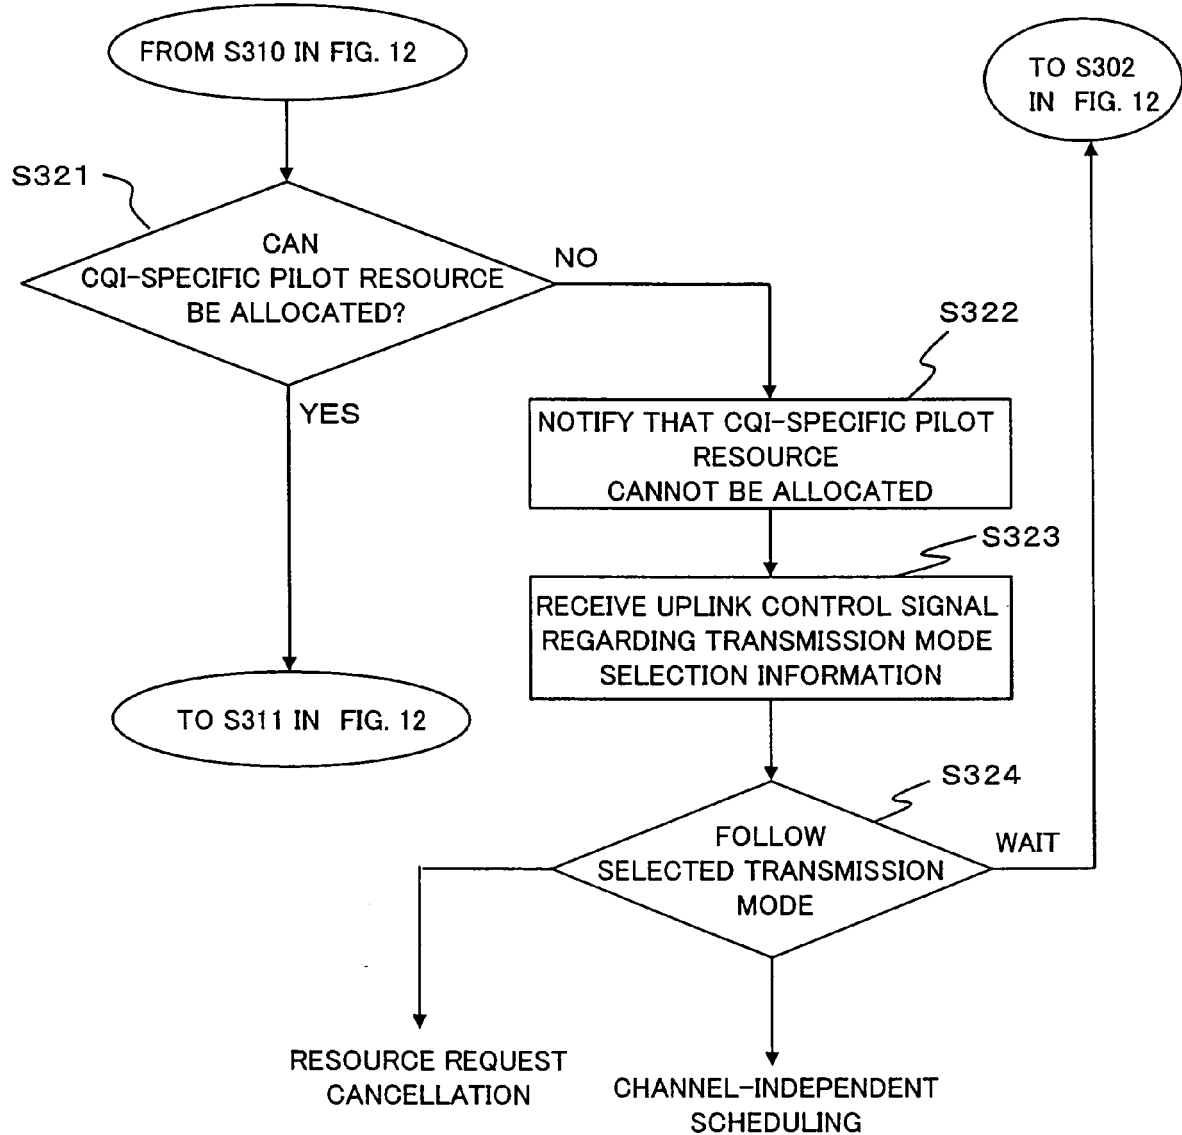 FROM S310 IN FIG. 12
TO S302
IN FIG. 12
S321
CAN
CQI-SPECIFIC PILOT RESOURCE
BE ALLOCATED?
NO
YES
S322
NOTIFY THAT CQI-SPECIFIC PILOT
RESOURCE
CANNOT BE ALLOCATED
S323
RECEIVE UPLINK CONTROL SIGNAL
REGARDING TRANSMISSION MODE
SELECTION INFORMATION
TO S311 IN FIG. 12
S324
FOLLOW
SELECTED TRANSMISSION
MODE
WAIT
RESOURCE REQUEST
CANCELLATION
CHANNEL-INDEPENDENT
SCHEDULING